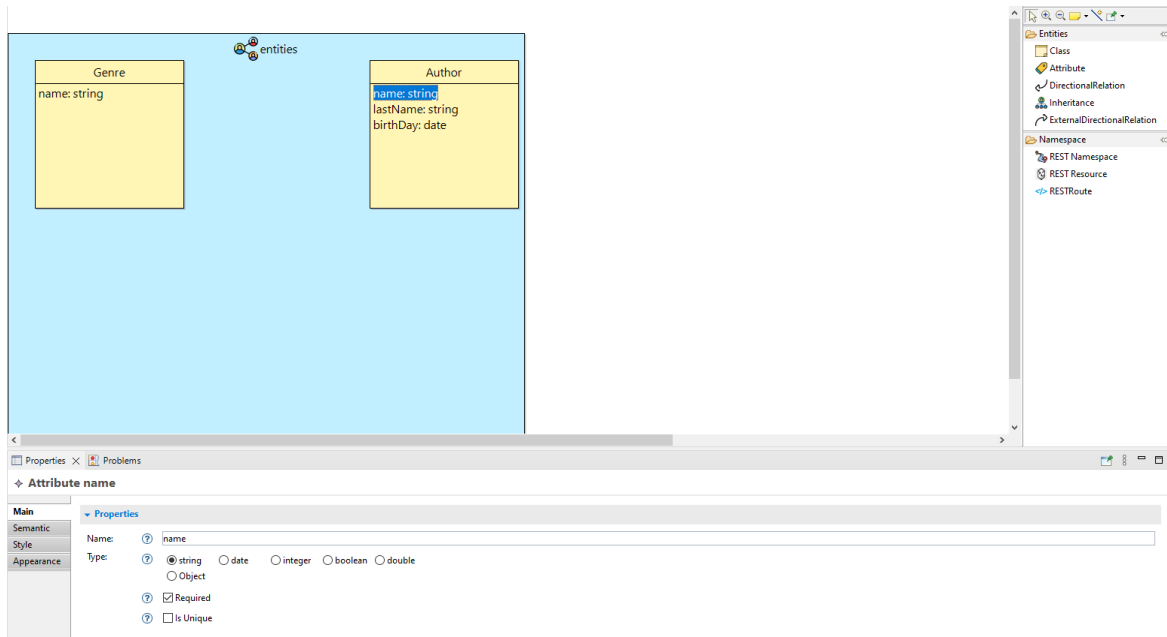 entities
Genre
name: string
Author
name: string
lastName: string
birthDay: date
Entities
Class
Attribute
DirectionalRelation
Inheritance
ExternalDirectionalRelation
Namespace
REST Namespace
REST Resource
</> RESTRoute
Properties Problems
Attribute name
Main
Semantic
Style
Appearance
Properties
Name: ? name
Type: ? string date integer boolean double
Object
? Required
? Is Unique